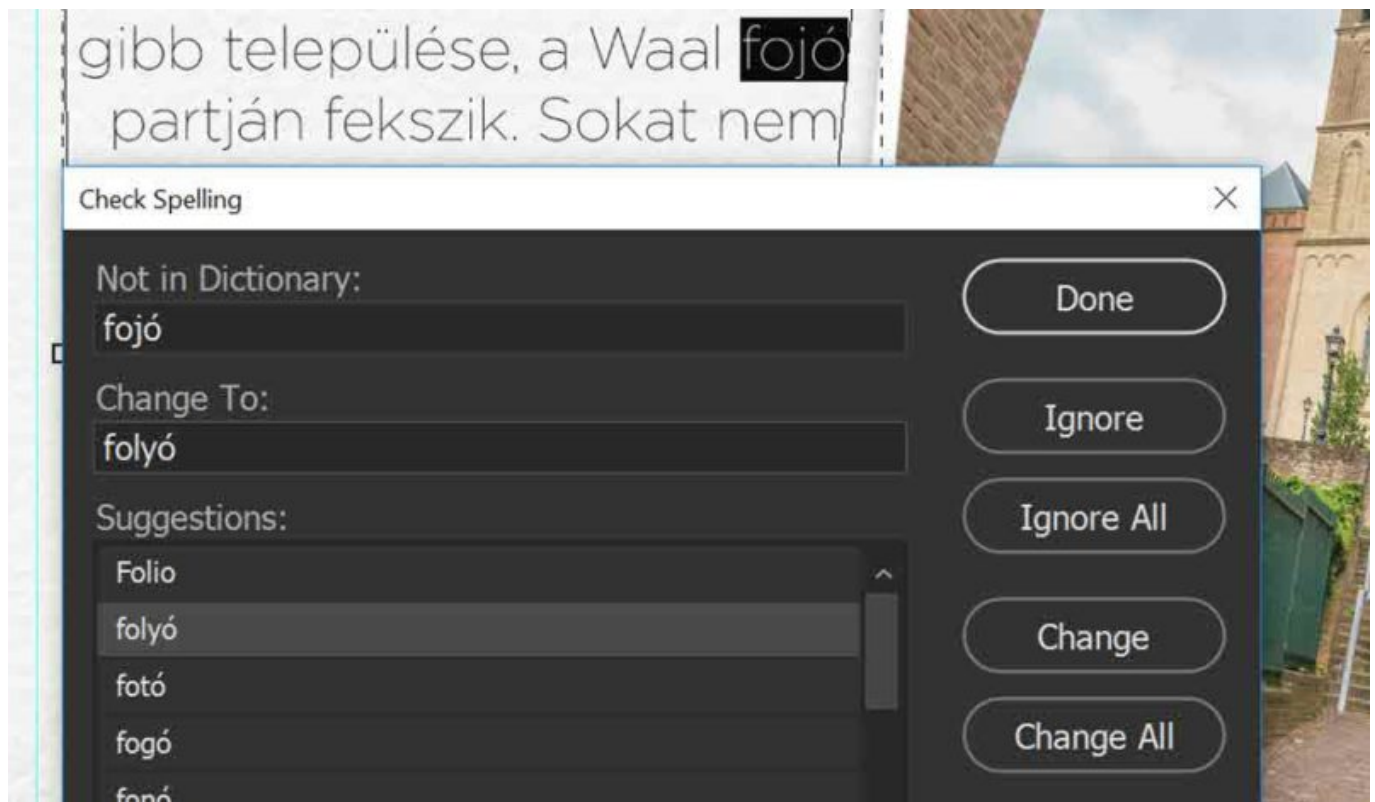 gibb települése, a Waal fojó
partján fekszik. Sokat nem
Check Spelling
Not in Dictionary:
fojó
Change To:
folyó
Suggestions:
Folio
folyó
fotó
fogó
fonó
Done
Ignore
Ignore All
Change
Change All